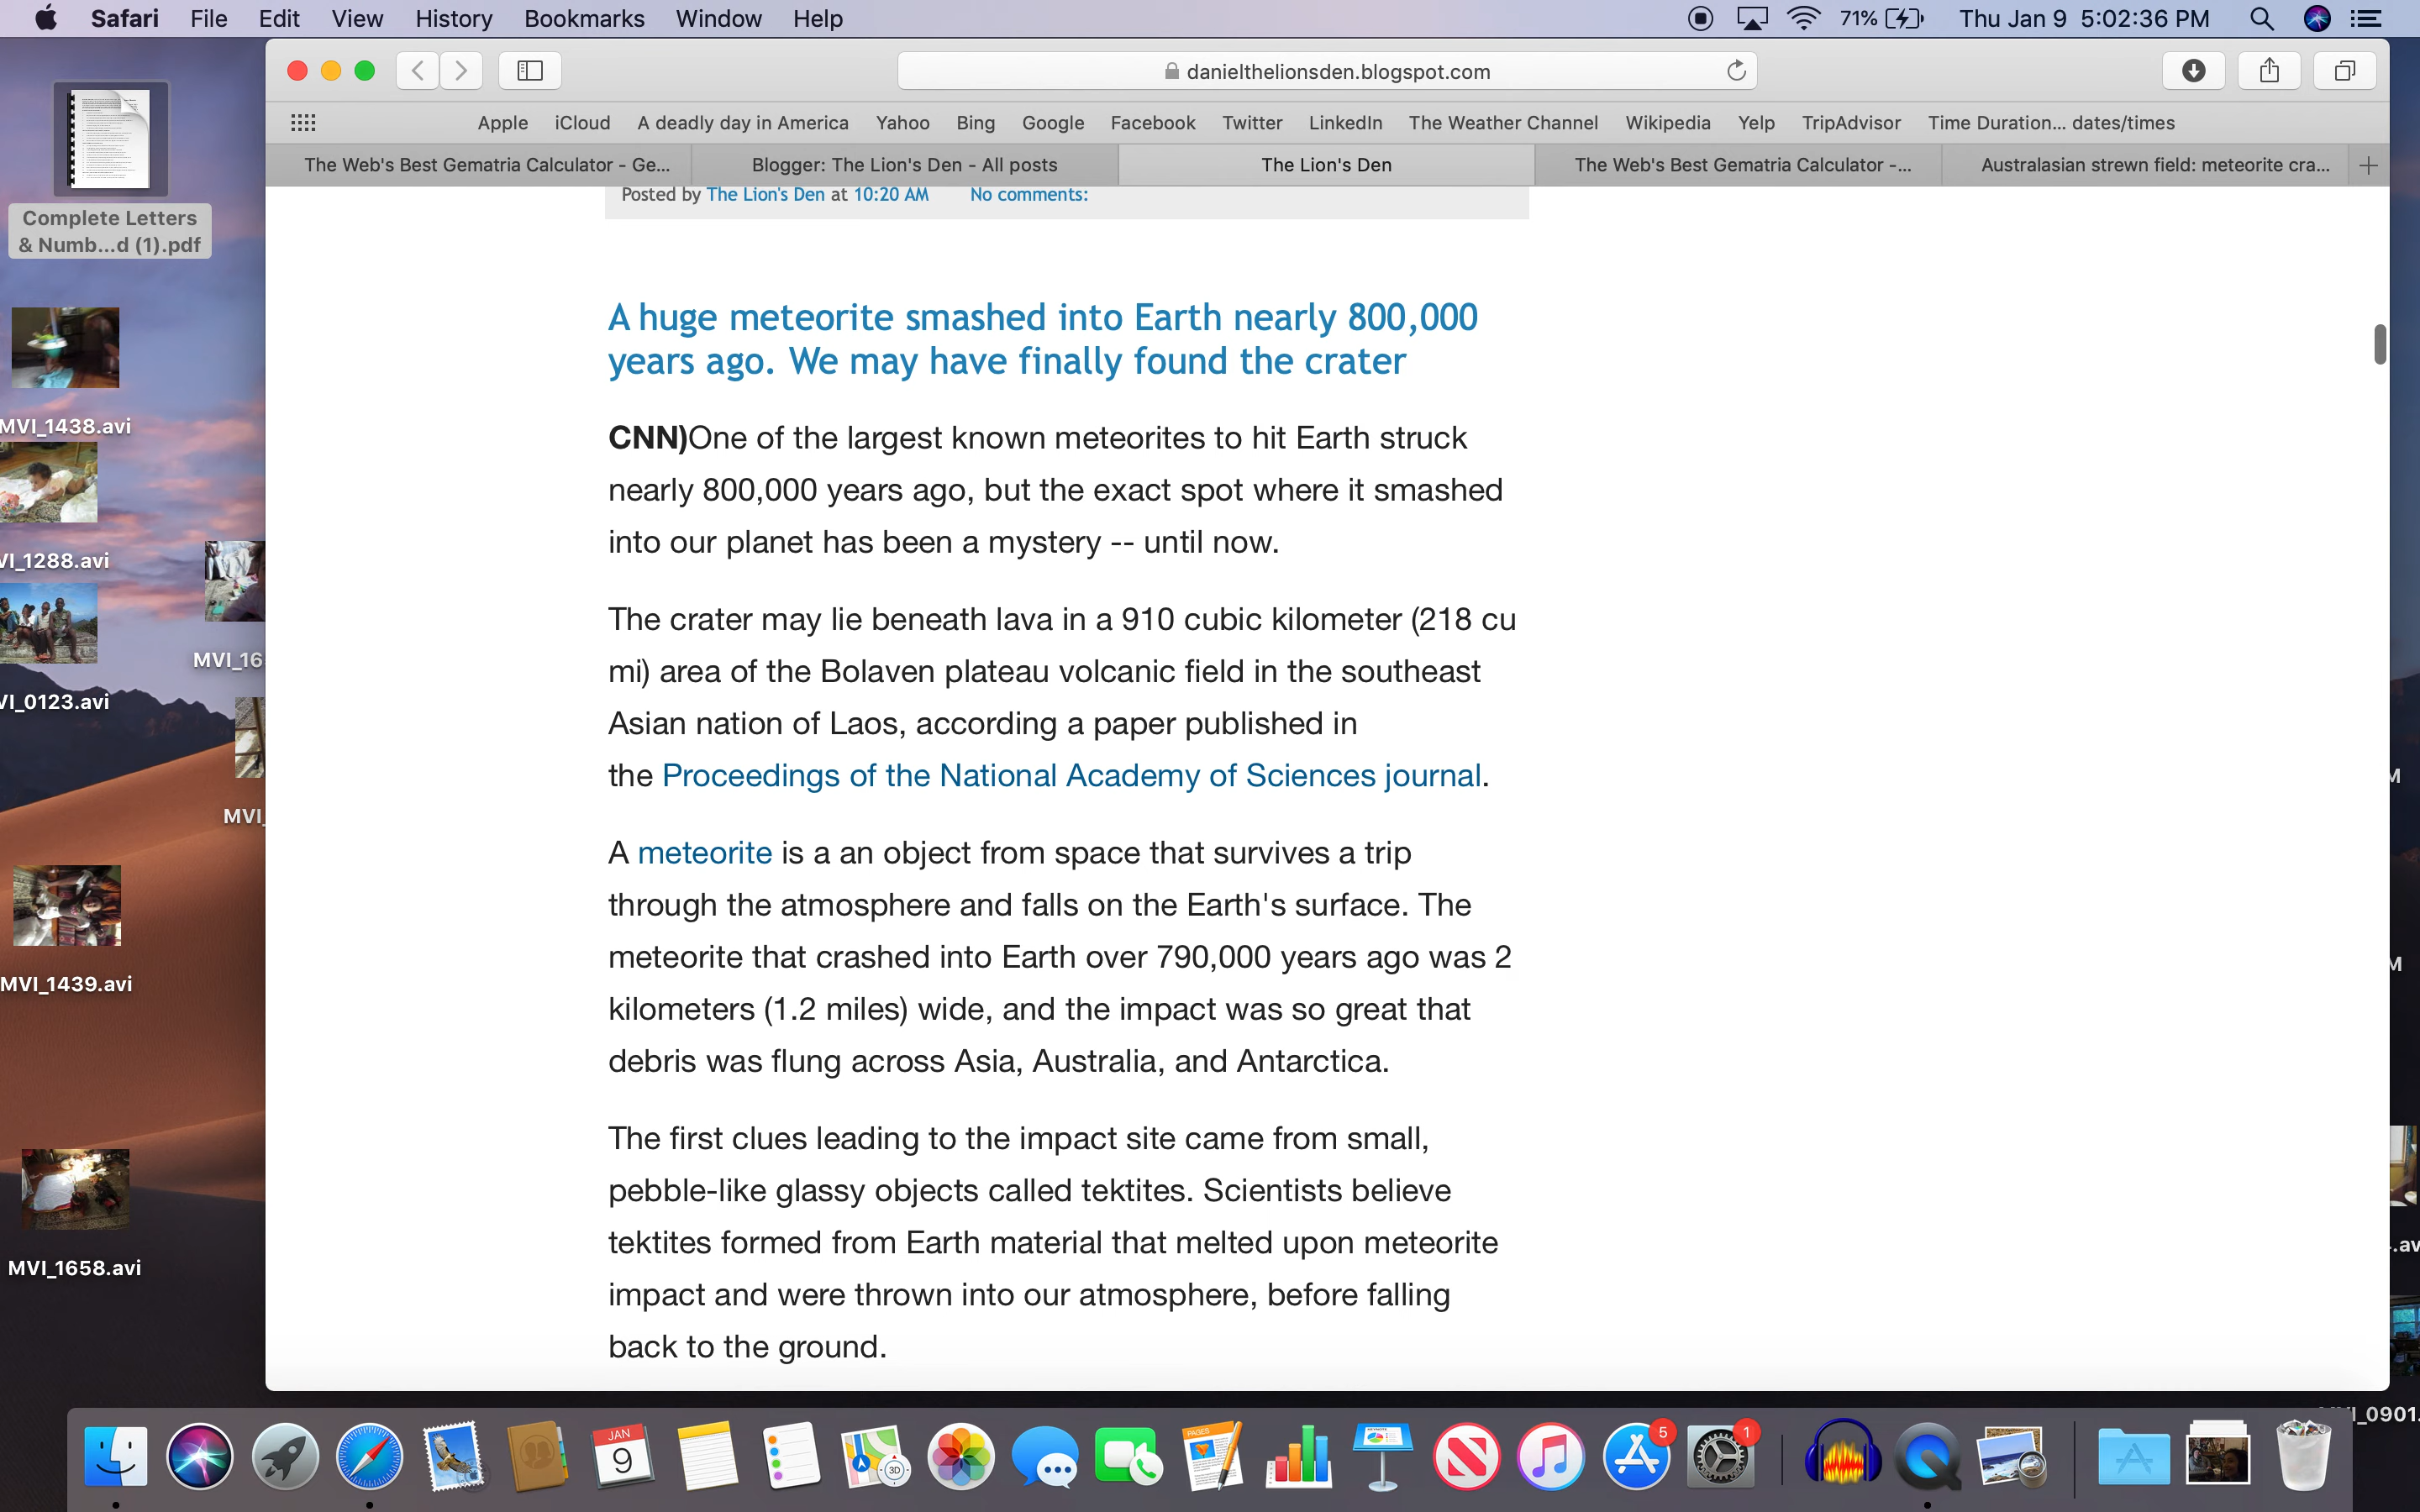 Safari File Edit View History Bookmarks Window Help 71% Thu Jan 9 5:02:36 PM
danielthelionsden.blogspot.com
Apple iCloud A deadly day in America Yahoo Bing Google Facebook Twitter LinkedIn The Weather Channel Wikipedia Yelp TripAdvisor Time Duration... dates/times
The Web's Best Gematria Calculator - Ge... Blogger: The Lion's Den - All posts The Lion's Den The Web's Best Gematria Calculator -... Australasian strewn field: meteorite cra...
Posted by The Lion's Den at 10:20 AM No comments:
A huge meteorite smashed into Earth nearly 800,000
years ago. We may have finally found the crater
CNN)One of the largest known meteorites to hit Earth struck
nearly 800,000 years ago, but the exact spot where it smashed
into our planet has been a mystery -- until now.
The crater may lie beneath lava in a 910 cubic kilometer (218 cu
mi) area of the Bolaven plateau volcanic field in the southeast
Asian nation of Laos, according a paper published in
the Proceedings of the National Academy of Sciences journal.
A meteorite is a an object from space that survives a trip
through the atmosphere and falls on the Earth's surface. The
meteorite that crashed into Earth over 790,000 years ago was 2
kilometers (1.2 miles) wide, and the impact was so great that
debris was flung across Asia, Australia, and Antarctica.
The first clues leading to the impact site came from small,
pebble-like glassy objects called tektites. Scientists believe
tektites formed from Earth material that melted upon meteorite
impact and were thrown into our atmosphere, before falling
back to the ground.
Complete Letters
& Numb...d (1).pdf
MVI_1438.avi
VI_1288.avi
MVI_16
VI_0123.avi
MVI_
MVI_1439.avi
MVI_1658.avi
M
M
.av
I_0901.
JAN
9
3D
PAGES
5
1